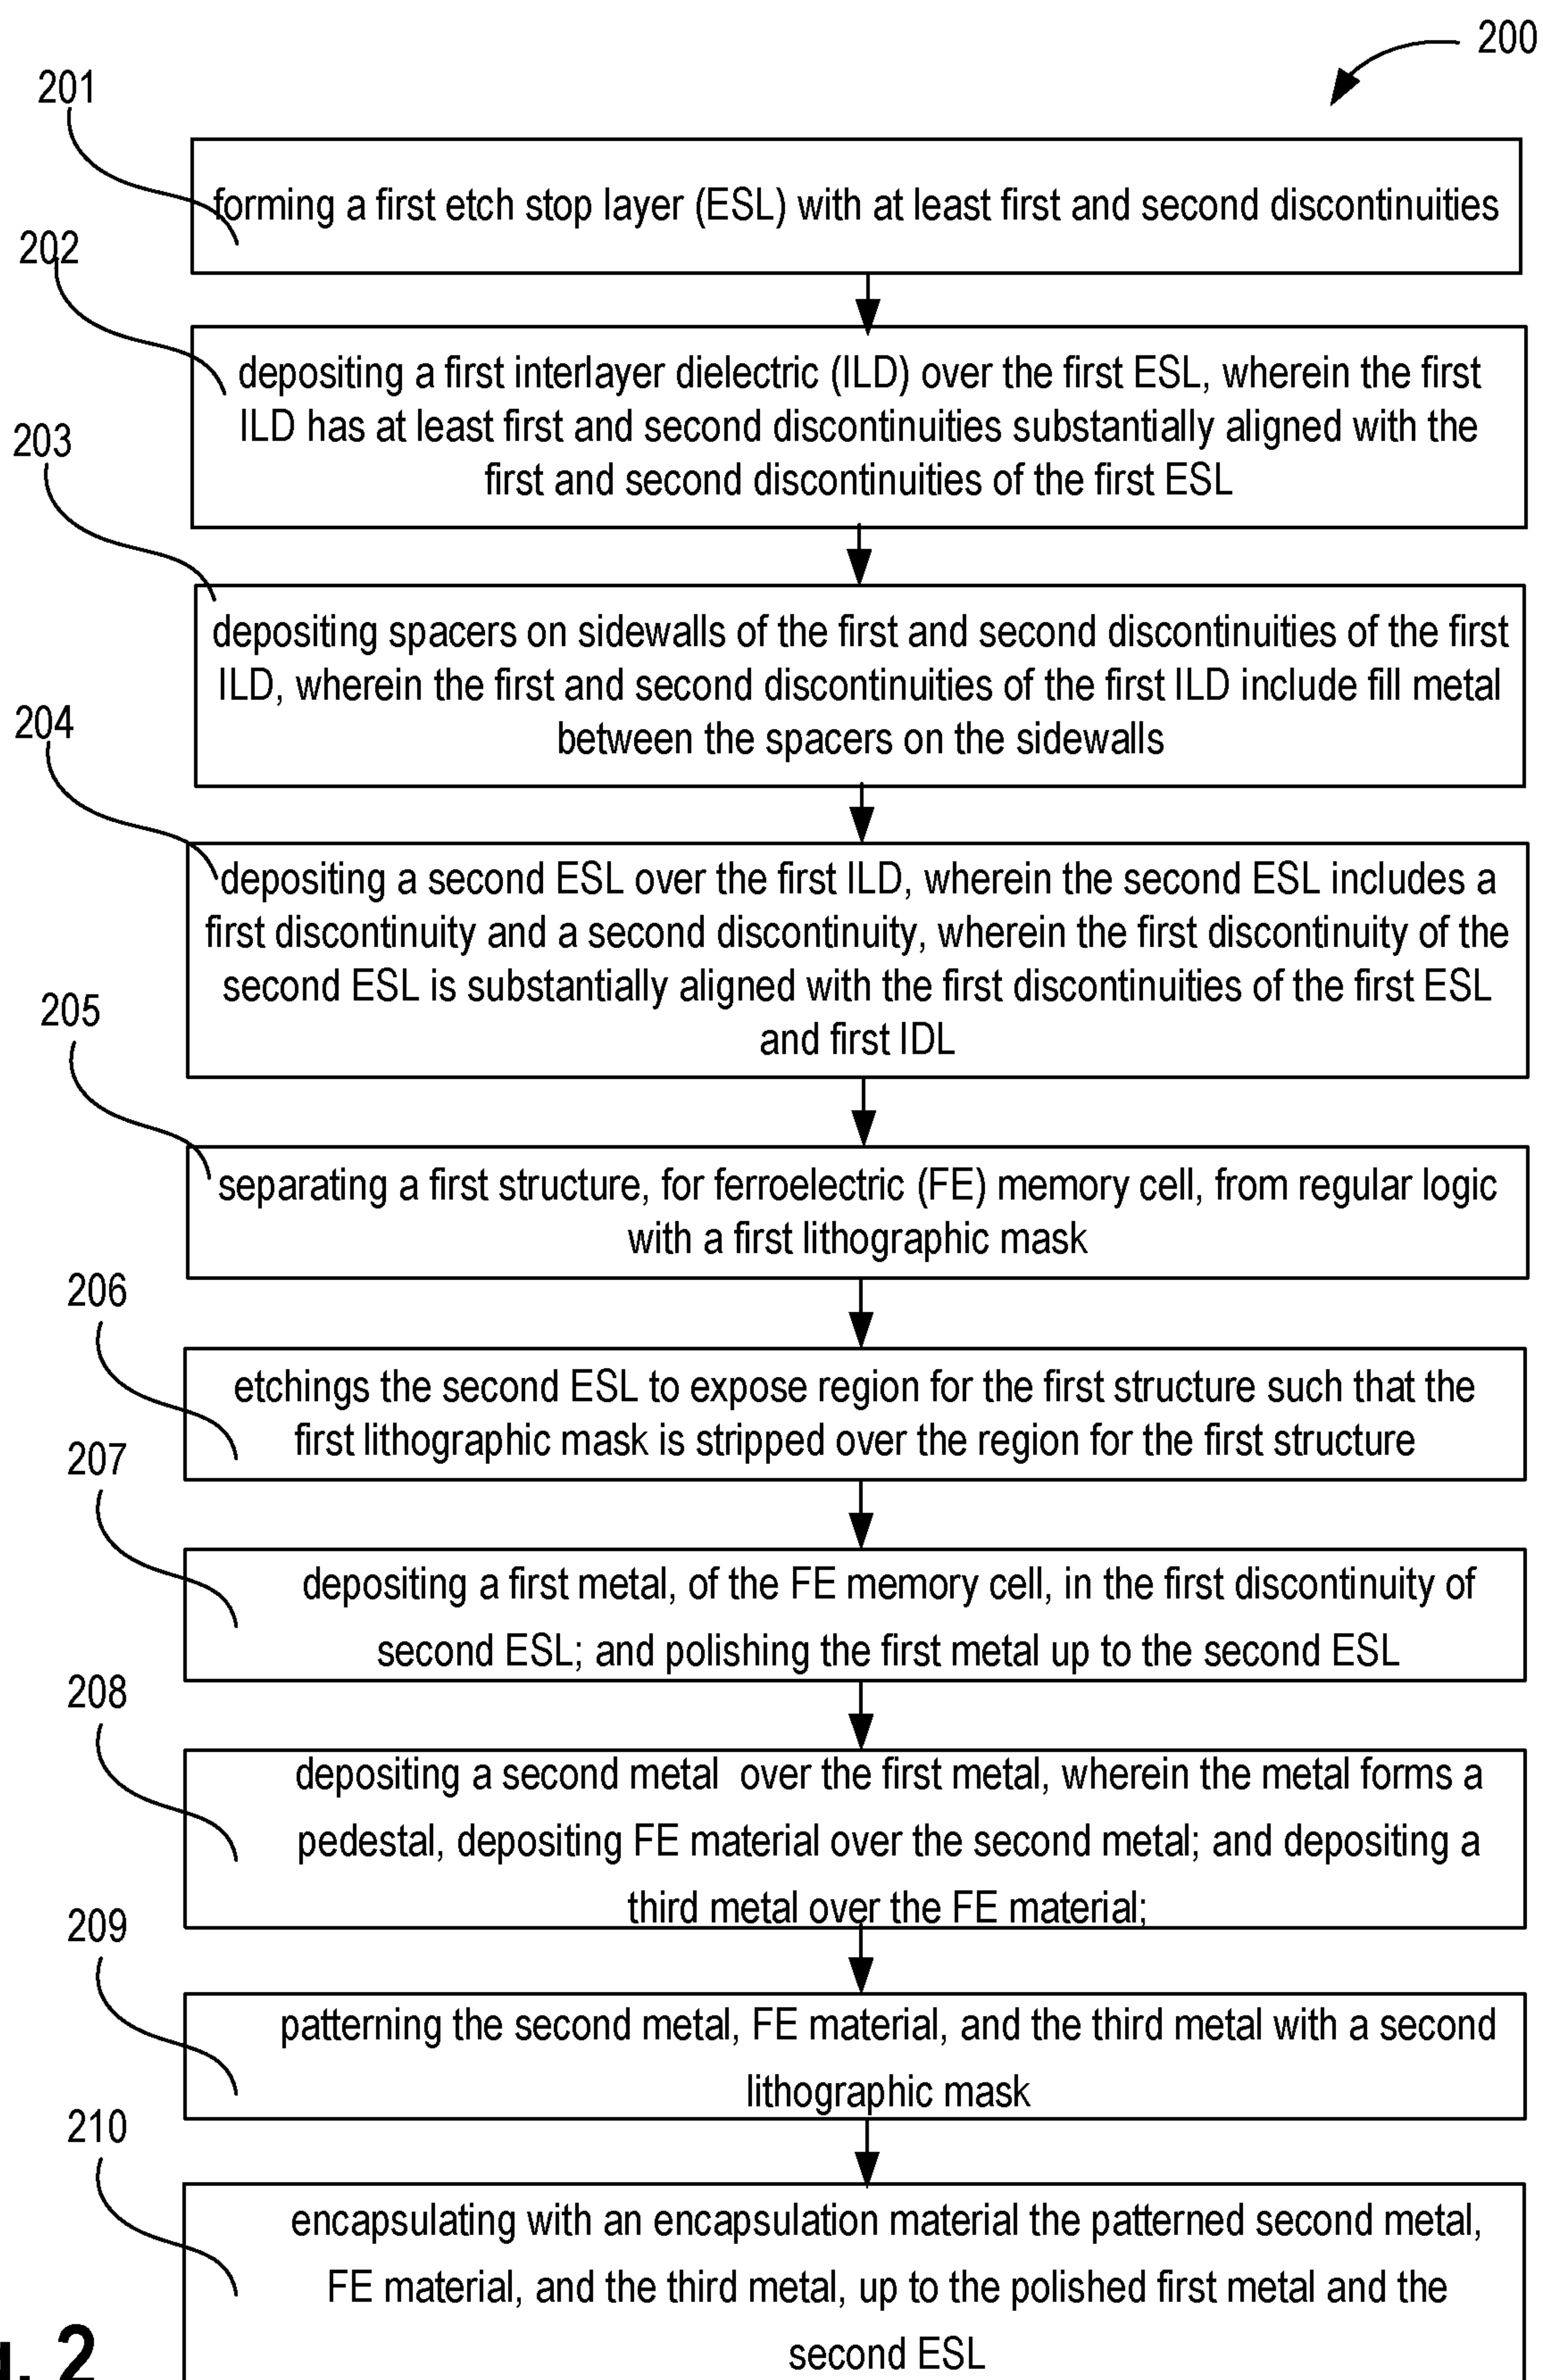 200
201
forming a first etch stop layer (ESL) with at least first and second discontinuities
202
depositing a first interlayer dielectric (ILD) over the first ESL, wherein the first
ILD has at least first and second discontinuities substantially aligned with the
first and second discontinuities of the first ESL
203
depositing spacers on sidewalls of the first and second discontinuities of the first
ILD, wherein the first and second discontinuities of the first ILD include fill metal
between the spacers on the sidewalls
204
depositing a second ESL over the first ILD, wherein the second ESL includes a
first discontinuity and a second discontinuity, wherein the first discontinuity of the
second ESL is substantially aligned with the first discontinuities of the first ESL
and first IDL
205
separating a first structure, for ferroelectric (FE) memory cell, from regular logic
with a first lithographic mask
206
etchings the second ESL to expose region for the first structure such that the
first lithographic mask is stripped over the region for the first structure
207
depositing a first metal, of the FE memory cell, in the first discontinuity of
second ESL; and polishing the first metal up to the second ESL
208
depositing a second metal  over the first metal, wherein the metal forms a
pedestal, depositing FE material over the second metal; and depositing a
third metal over the FE material;
209
patterning the second metal, FE material, and the third metal with a second
lithographic mask
210
encapsulating with an encapsulation material the patterned second metal,
FE material, and the third metal, up to the polished first metal and the
second ESL
2